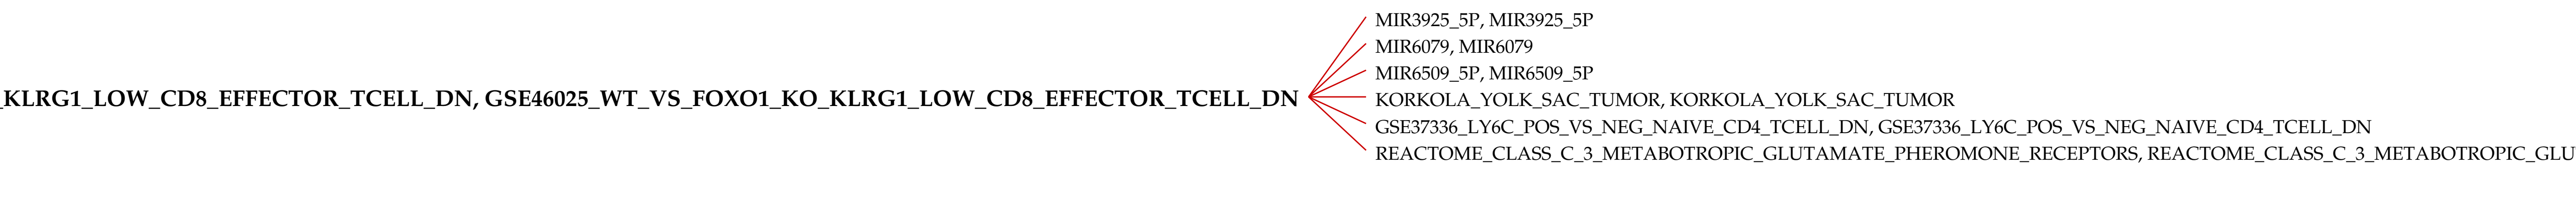 MIR3925_5P, MIR3925_5P
MIR6079, MIR6079
MIR6509_5P, MIR6509_5P
_KLRG1_LOW_CD8_EFFECTOR_TCELL_DN, GSE46025_WT_VS_FOXO1_KO_KLRG1_LOW_CD8_EFFECTOR_TCELL_DN
KORKOLA_YOLK_SAC_TUMOR, KORKOLA_YOLK_SAC_TUMOR
GSE37336_LY6C_POS_VS_NEG_NAIVE_CD4_TCELL_DN, GSE37336_LY6C_POS_VS_NEG_NAIVE_CD4_TCELL_DN
REACTOME_CLASS_C_3_METABOTROPIC_GLUTAMATE_PHEROMONE_RECEPTORS, REACTOME_CLASS_C_3_METABOTROPIC_GLU